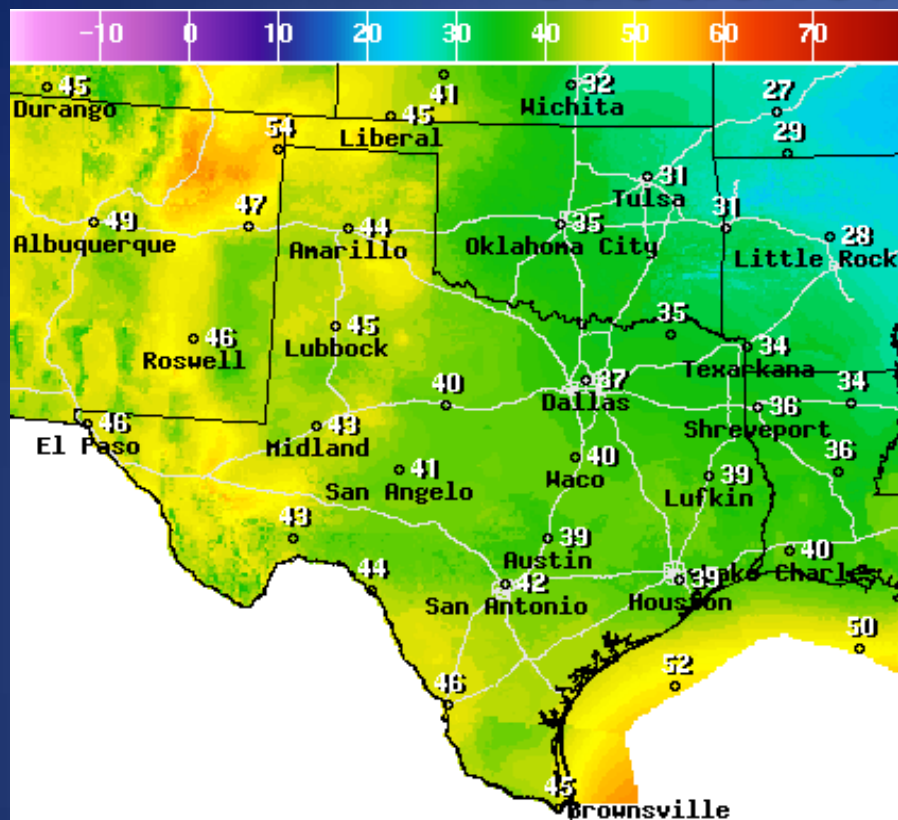 -10 0 10 20 30 40 50 60 70
45 Durango
41
32 Wichita
27
45 Liberal
54
29
31 Tulsa
49 Albuquerque
47
44 Amarillo
35 Oklahoma City
31
28 Little Rock
46 Roswell
45 Lubbock
35
34 Texarkana
37 Dallas
40
36 Shreveport
34
46 El Paso
43 Midland
41 San Angelo
40 Waco
39 Lufkin
36
43
39 Austin
40 Lake Charl
44
42 San Antonio
39 Houston
50
52
46
45 Brownsville